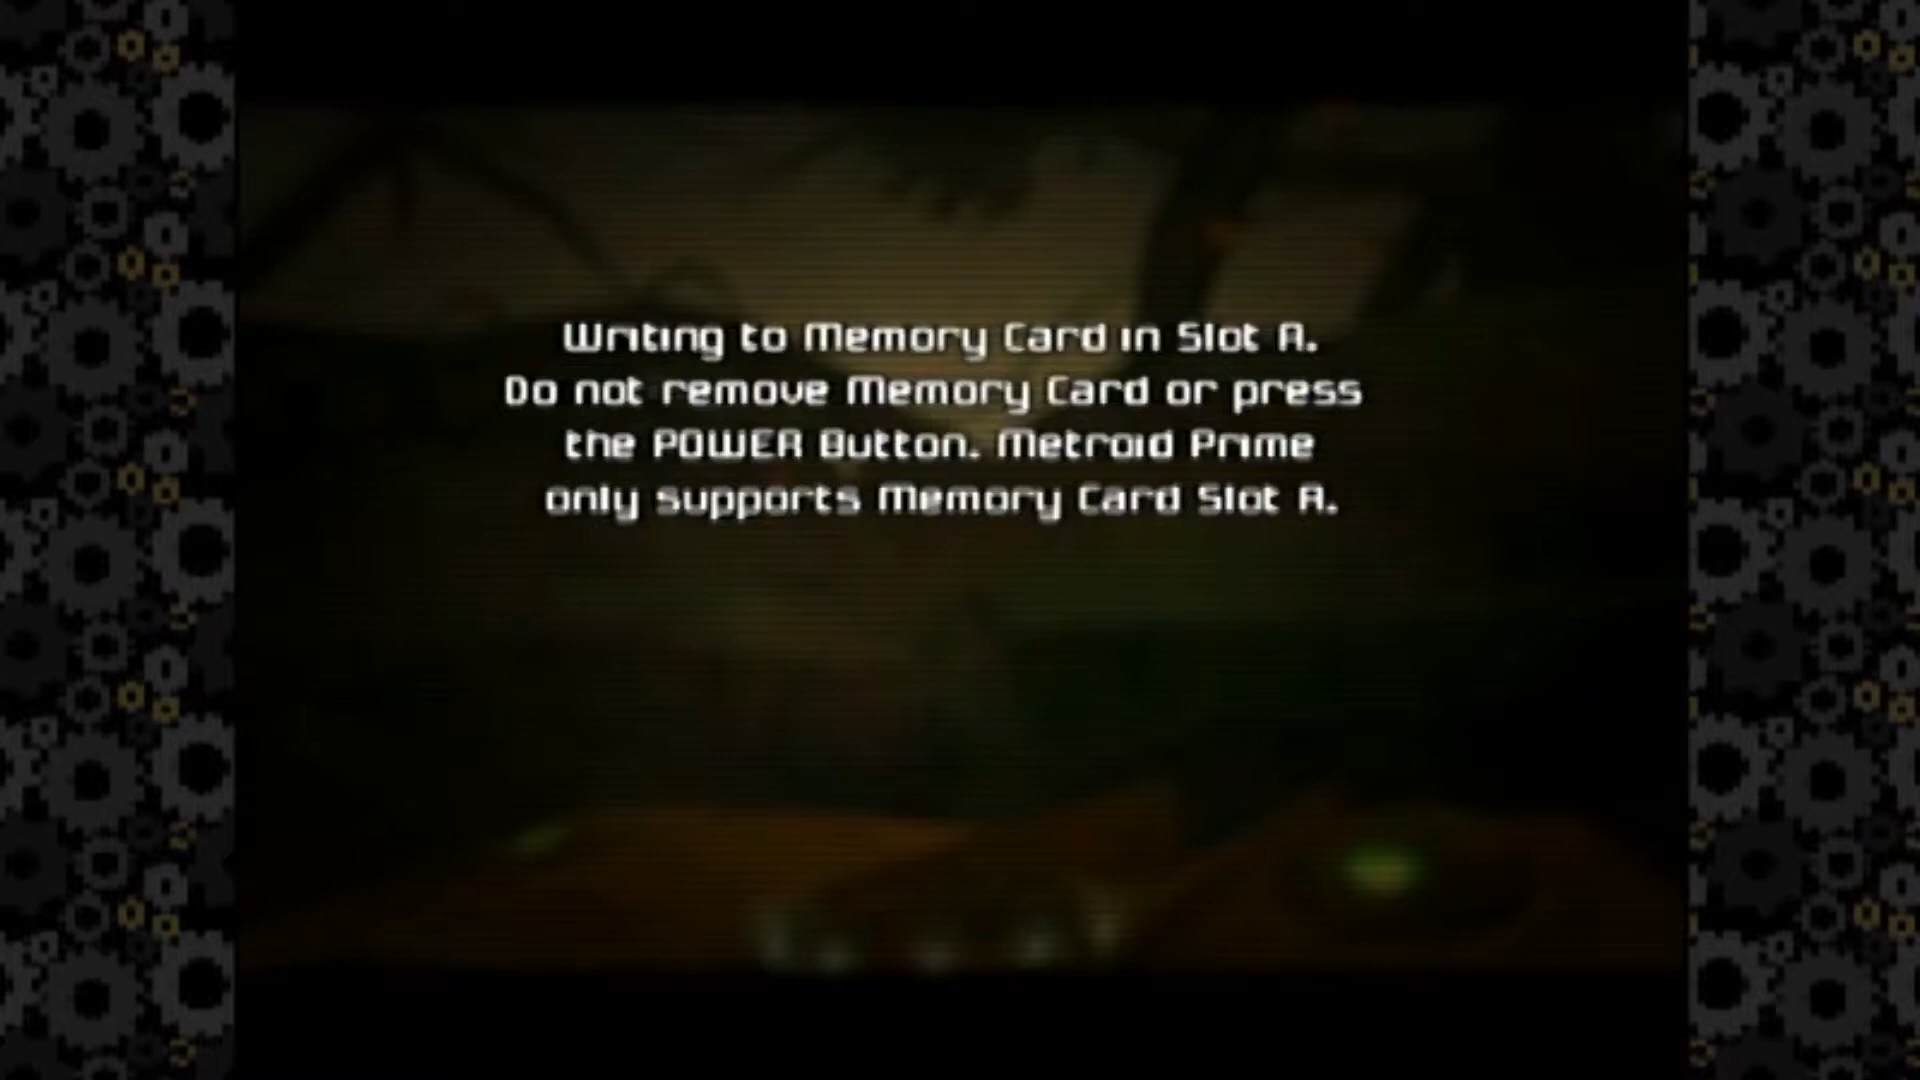 Writing to Memory Card in Slot A.
Do not remove Memory Card or press
the POWER Button. Metroid Prime
only supports Memory Card Slot A.